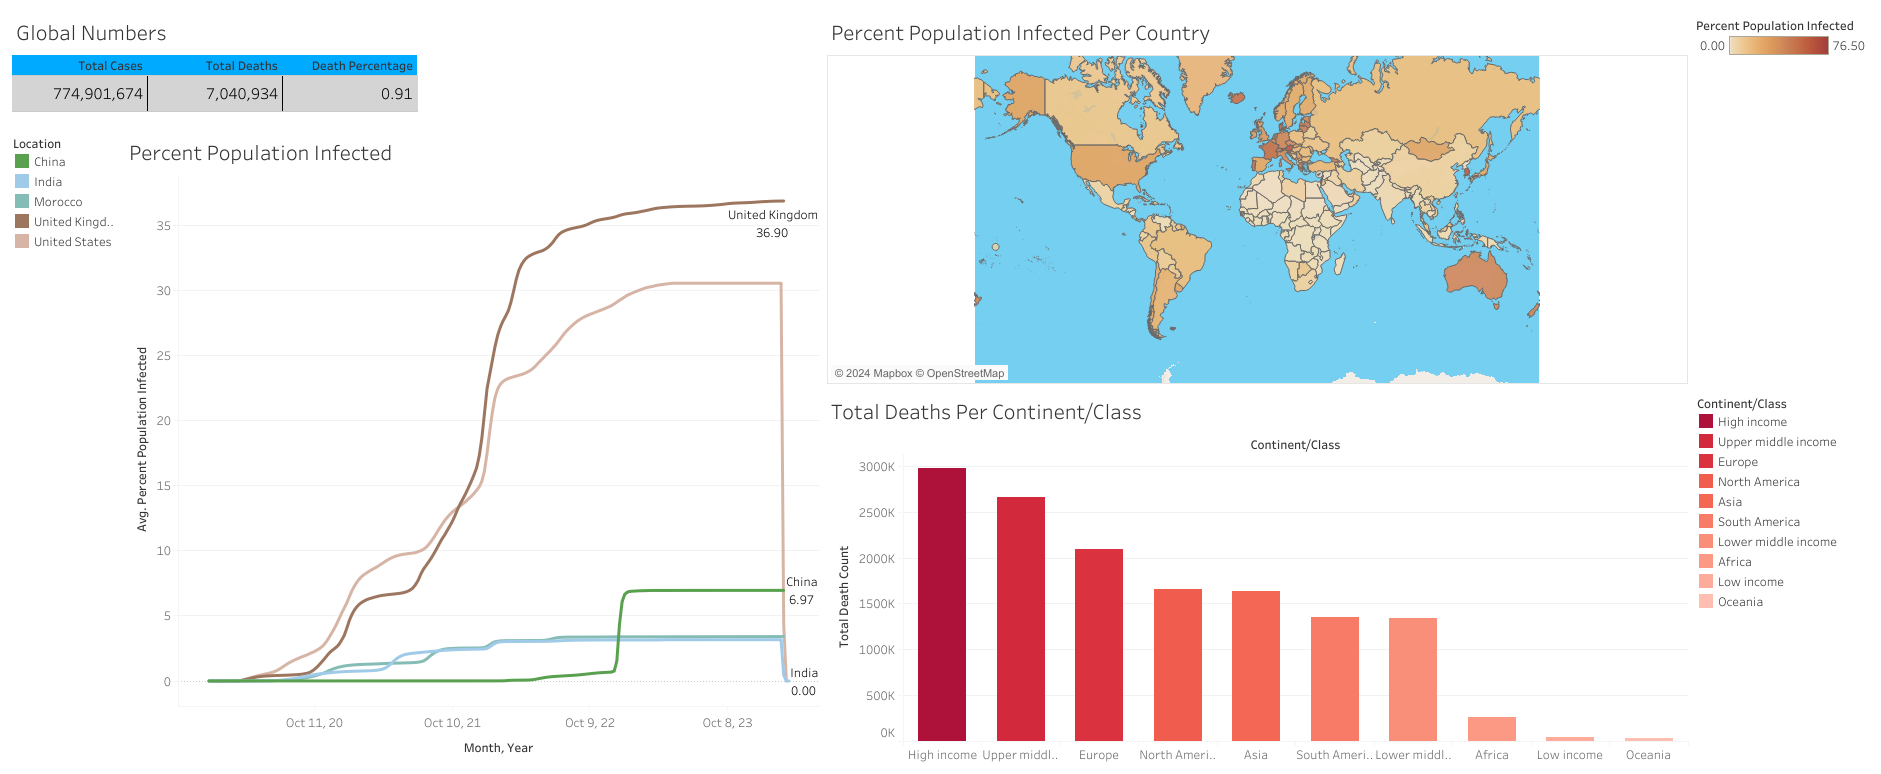 Global Numbers
Total Cases Total Deaths Death Percentage
774,901,674 7,040,934 0.91
Location
China
India
Morocco
United Kingd..
United States
Percent Population Infected
Avg. Percent Population Infected
35
30
25
20
15
10
5
0
United Kingdom
36.90
China
6.97
India
0.00
Oct 11, 20 Oct 10, 21 Oct 9, 22 Oct 8, 23
Month, Year
Percent Population Infected Per Country
© 2024 Mapbox © OpenStreetMap
Percent Population Infected
0.00 76.50
Total Deaths Per Continent/Class
Continent/Class
Total Death Count
3000K
2500K
2000K
1500K
1000K
500K
0K
High income Upper middl.. Europe North Ameri.. Asia South Ameri.. Lower middl.. Africa Low income Oceania
Continent/Class
High income
Upper middle income
Europe
North America
Asia
South America
Lower middle income
Africa
Low income
Oceania